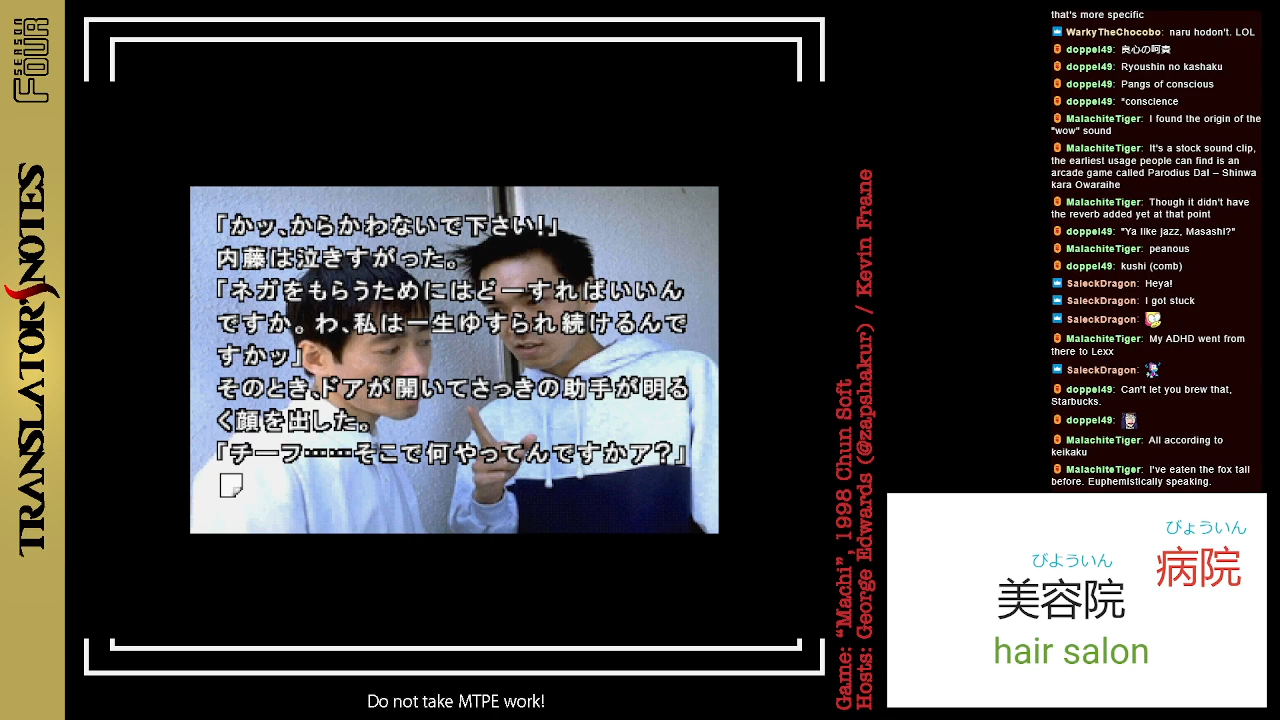 SEASON
FOUR
TRANSLATOR'S NOTES
「かッ、からかわないで下さい!」
内藤は泣きすがった。
「ネガをもらうためにはどーすればいいん
ですか。わ、私は一生ゆすられ続けるんで
すかッ」
そのとき、ドアが開いてさっきの助手が明る
く顔を出した。
「チーフ……そこで何やってんですかア?」
Do not take MTPE work!
Game: "Machi", 1998 Chun Soft
Hosts: George Edwards (@zapshakur) / Kevin Frane
that's more specific
WarkyTheChocobo: naru hodon't. LOL
doppel49: 良心の呵責
doppel49: Ryoushin no kashaku
doppel49: Pangs of conscious
doppel49: *conscience
MalachiteTiger: I found the origin of the
"wow" sound
MalachiteTiger: It's a stock sound clip,
the earliest usage people can find is an
arcade game called Parodius Da! – Shinwa
kara Owaraihe
MalachiteTiger: Though it didn't have
the reverb added yet at that point
doppel49: "Ya like jazz, Masashi?"
MalachiteTiger: peanous
doppel49: kushi (comb)
SaleckDragon: Heya!
SaleckDragon: I got stuck
SaleckDragon:
MalachiteTiger: My ADHD went from
there to Lexx
SaleckDragon:
doppel49: Can't let you brew that,
Starbucks.
doppel49:
MalachiteTiger: All according to
keikaku
MalachiteTiger: I've eaten the fox tail
before. Euphemistically speaking.
びょういん
病院
びよういん
美容院
hair salon